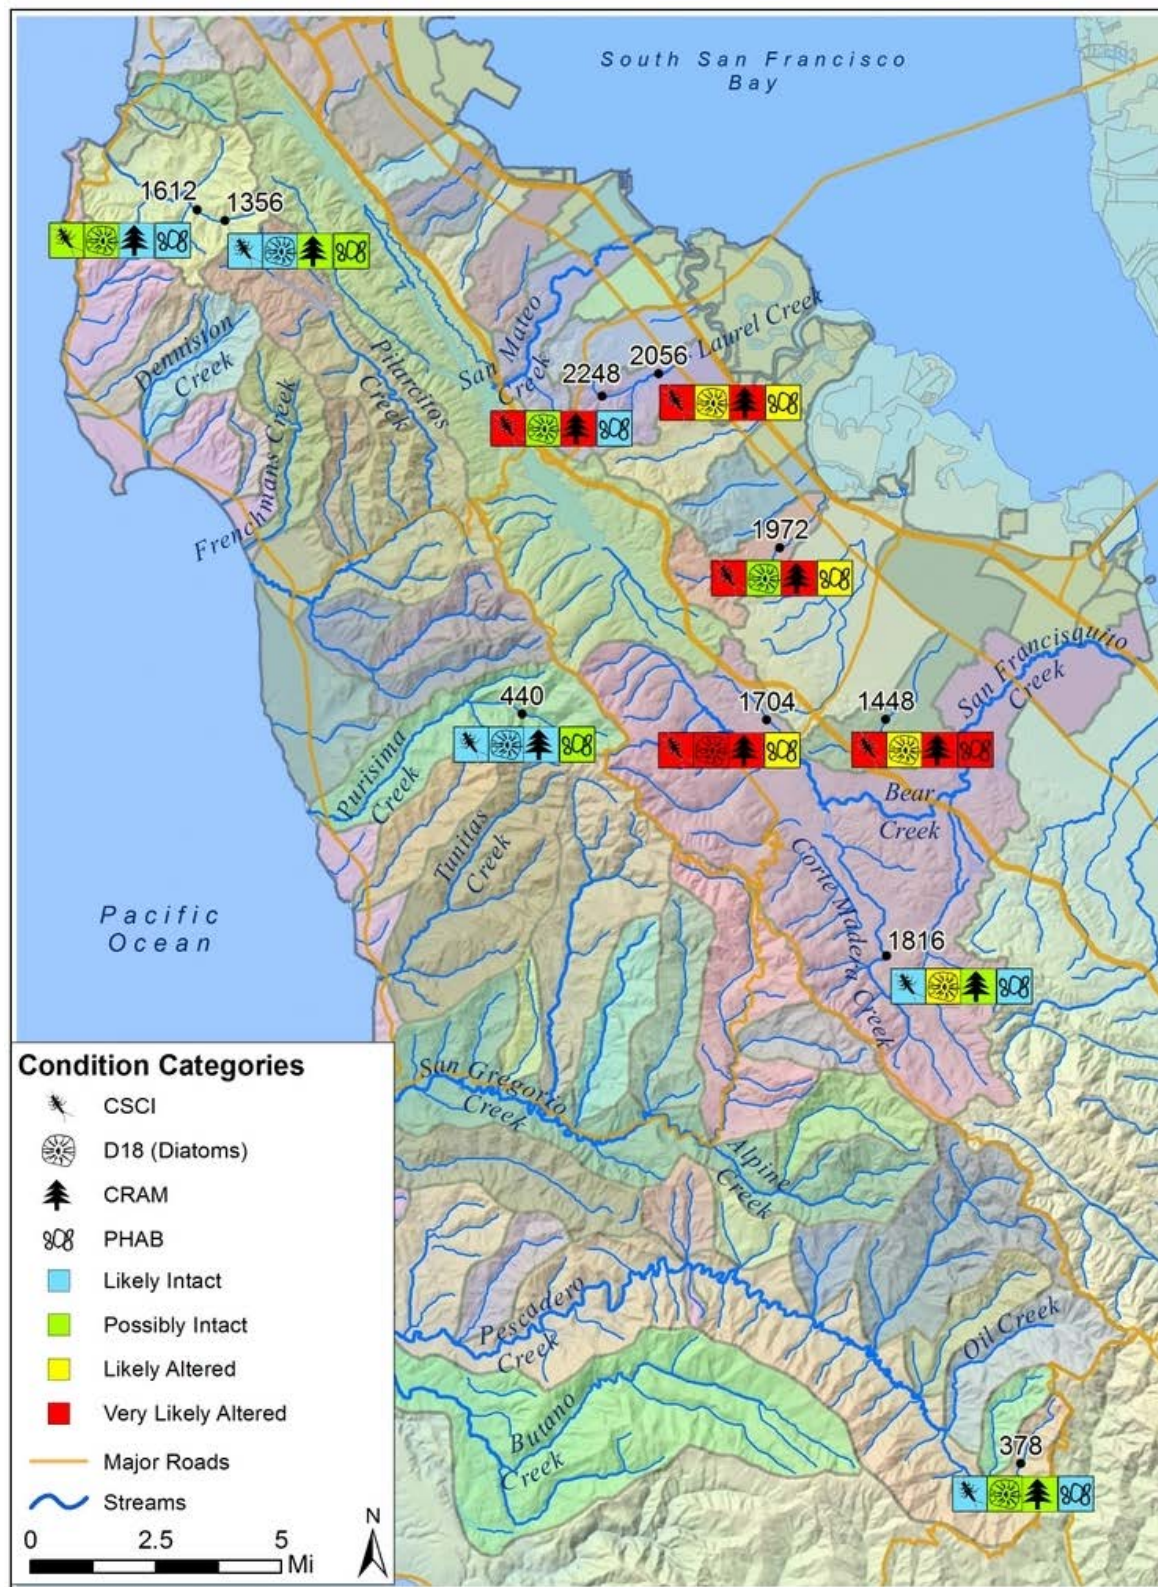 South San Francisco
Bay
1612
1356
Denniston
Creek
Pilarcitos
Creek
Frenchmans Creek
San Mateo
Creek
2248
2056
Laurel Creek
1972
San Francisquito
Creek
440
1704
1448
Purisima
Creek
Bear
Creek
Tunitas
Creek
Corte Madera Creek
Pacific
Ocean
1816
San Gregorio
Creek
Alpine
Creek
Pescadero
Creek
Oil Creek
Butano
Creek
378
Condition Categories
CSCI
D18 (Diatoms)
CRAM
PHAB
Likely Intact
Possibly Intact
Likely Altered
Very Likely Altered
Major Roads
Streams
N
0 2.5 5
Mi